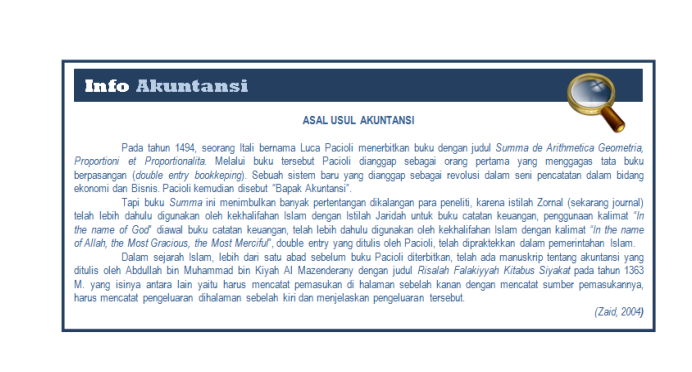 Info Akuntansi
ASAL USUL AKUNTANSI
Pada tahun 1494, seorang Itali bernama Luca Pacioli menerbitkan buku dengan judul Summa de Arithmetica Geometria,
Proportioni et Proportionalita. Melalui buku tersebut Pacioli dianggap sebagai orang pertama yang menggagas tata buku
berpasangan (double entry bookkeping). Sebuah sistem baru yang dianggap sebagai revolusi dalam seni pencatatan dalam bidang
ekonomi dan Bisnis. Pacioli kemudian disebut "Bapak Akuntansi".
Tapi buku Summa ini menimbulkan banyak pertentangan dikalangan para peneliti, karena istilah Zornal (sekarang journal)
telah lebih dahulu digunakan oleh kekhalifahan Islam dengan Istilah Jaridah untuk buku catatan keuangan, penggunaan kalimat "In
the name of God" diawal buku catatan keuangan, telah lebih dahulu digunakan oleh kekhalifahan Islam dengan kalimat "In the name
of Allah, the Most Gracious, the Most Merciful", double entry yang ditulis oleh Pacioli, telah dipraktekkan dalam pemerintahan Islam.
Dalam sejarah Islam, lebih dari satu abad sebelum buku Pacioli diterbitkan, telah ada manuskrip tentang akuntansi yang
ditulis oleh Abdullah bin Muhammad bin Kiyah Al Mazenderany dengan judul Risalah Falakiyyah Kitabus Siyakat pada tahun 1363
M. yang isinya antara lain yaitu harus mencatat pemasukan di halaman sebelah kanan dengan mencatat sumber pemasukannya,
harus mencatat pengeluaran dihalaman sebelah kiri dan menjelaskan pengeluaran tersebut.
(Zaid, 2004)